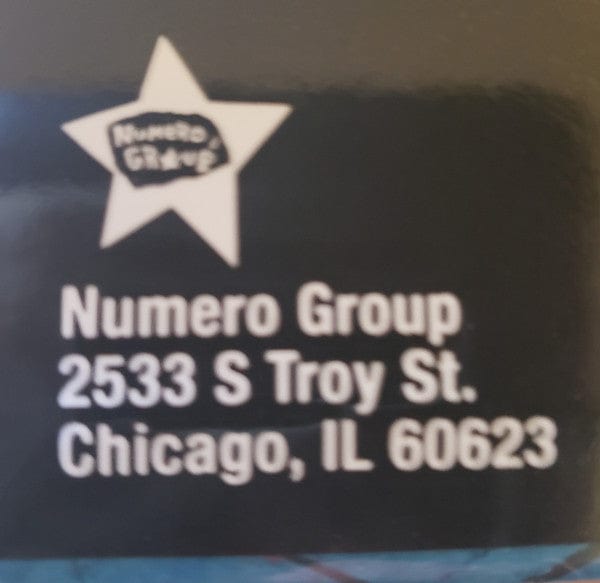 NUMERO
GROUP
Numero Group
2533 S Troy St.
Chicago, IL 60623